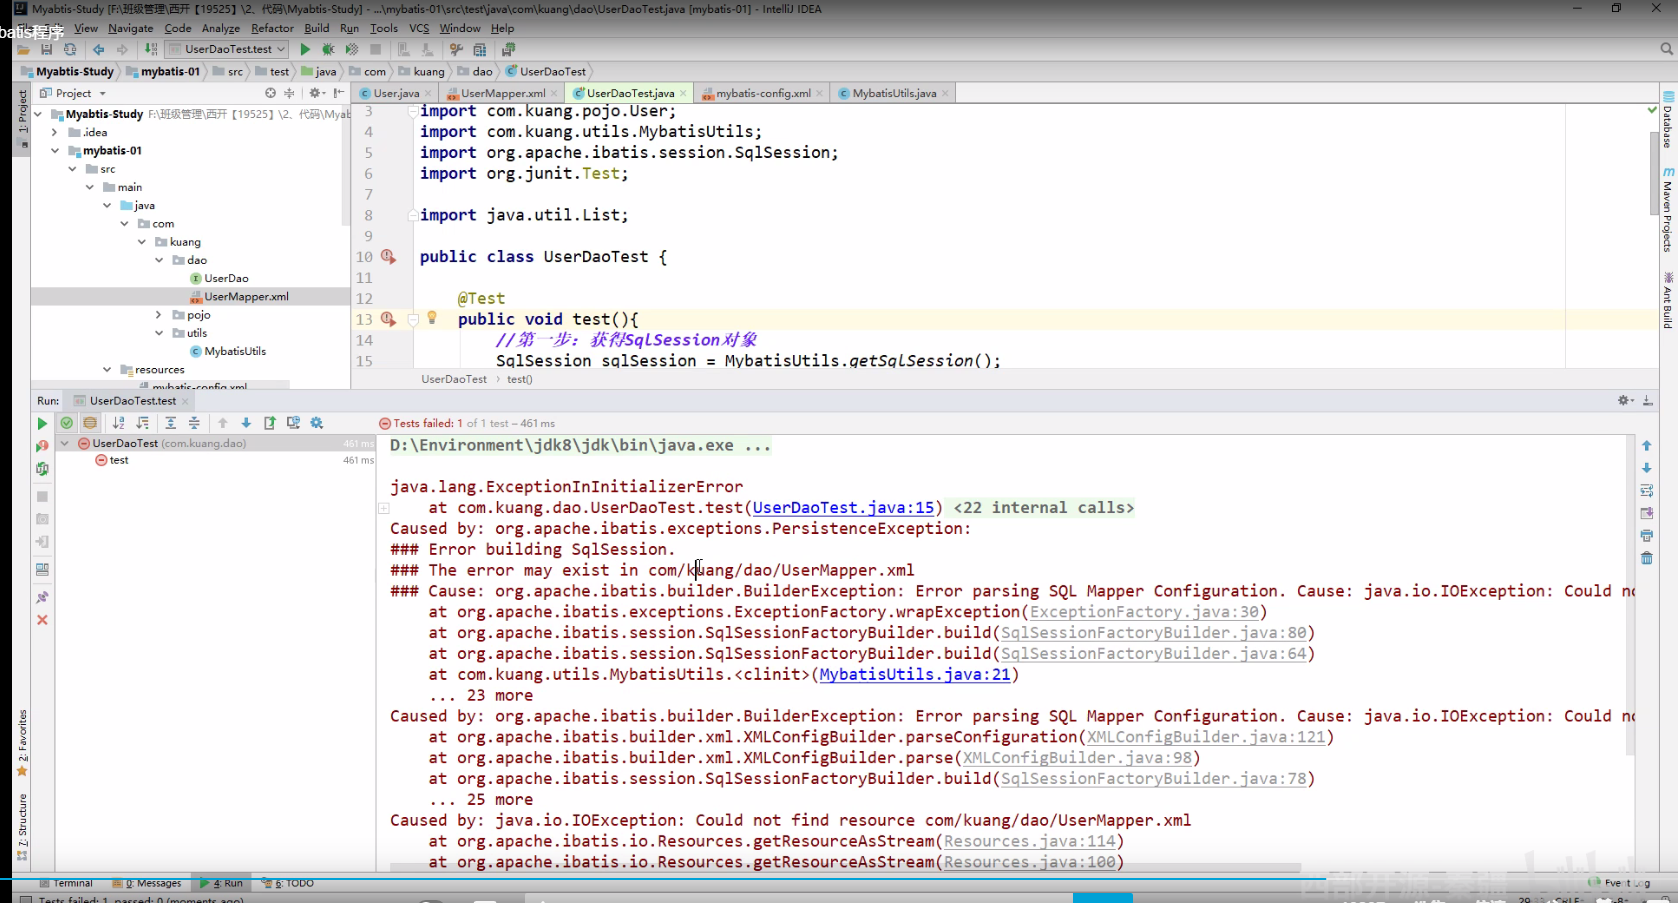 Myabtis-Study [F:\班级管理\西开【19525】\2、代码\Myabtis-Study] - ...\mybatis-01\src\test\java\com\kuang\dao\UserDaoTest.java [mybatis-01] - IntelliJ IDEA
batis程序
View Navigate Code Analyze Refactor Build Run Tools VCS Window Help
UserDaoTest.test
Myabtis-Study mybatis-01 src test java com kuang dao UserDaoTest
Project
User.java UserMapper.xml UserDaoTest.java mybatis-config.xml MybatisUtils.java
1: Project
Myabtis-Study F:\班级管理\西开【19525】\2、代码\Myab
.idea
mybatis-01
src
main
java
com
kuang
dao
UserDao
UserMapper.xml
pojo
utils
MybatisUtils
resources
mybatis-config.xml
3 import com.kuang.pojo.User;
4 import com.kuang.utils.MybatisUtils;
5 import org.apache.ibatis.session.SqlSession;
6 import org.junit.Test;
7
8 import java.util.List;
9
10 public class UserDaoTest {
11
12 @Test
13 public void test(){
14 //第一步: 获得SqlSession对象
15 SqlSession sqlSession = MybatisUtils.getSqlSession();
UserDaoTest › test()
Database
Maven Projects
Ant Build
Run: UserDaoTest.test
Tests failed: 1 of 1 test – 461 ms
UserDaoTest (com.kuang.dao) 461 ms
test 461 ms
D:\Environment\jdk8\jdk\bin\java.exe ...
java.lang.ExceptionInInitializerError
at com.kuang.dao.UserDaoTest.test(UserDaoTest.java:15) <22 internal calls>
Caused by: org.apache.ibatis.exceptions.PersistenceException:
### Error building SqlSession.
### The error may exist in com/kuang/dao/UserMapper.xml
### Cause: org.apache.ibatis.builder.BuilderException: Error parsing SQL Mapper Configuration. Cause: java.io.IOException: Could no
at org.apache.ibatis.exceptions.ExceptionFactory.wrapException(ExceptionFactory.java:30)
at org.apache.ibatis.session.SqlSessionFactoryBuilder.build(SqlSessionFactoryBuilder.java:80)
at org.apache.ibatis.session.SqlSessionFactoryBuilder.build(SqlSessionFactoryBuilder.java:64)
at com.kuang.utils.MybatisUtils.<clinit>(MybatisUtils.java:21)
... 23 more
Caused by: org.apache.ibatis.builder.BuilderException: Error parsing SQL Mapper Configuration. Cause: java.io.IOException: Could no
at org.apache.ibatis.builder.xml.XMLConfigBuilder.parseConfiguration(XMLConfigBuilder.java:121)
at org.apache.ibatis.builder.xml.XMLConfigBuilder.parse(XMLConfigBuilder.java:98)
at org.apache.ibatis.session.SqlSessionFactoryBuilder.build(SqlSessionFactoryBuilder.java:78)
... 25 more
Caused by: java.io.IOException: Could not find resource com/kuang/dao/UserMapper.xml
at org.apache.ibatis.io.Resources.getResourceAsStream(Resources.java:114)
at org.apache.ibatis.io.Resources.getResourceAsStream(Resources.java:100)
2: Favorites
7: Structure
Terminal 0: Messages 4: Run 6: TODO
Event Log
Tests failed: 1, passed: 0 (moments ago)